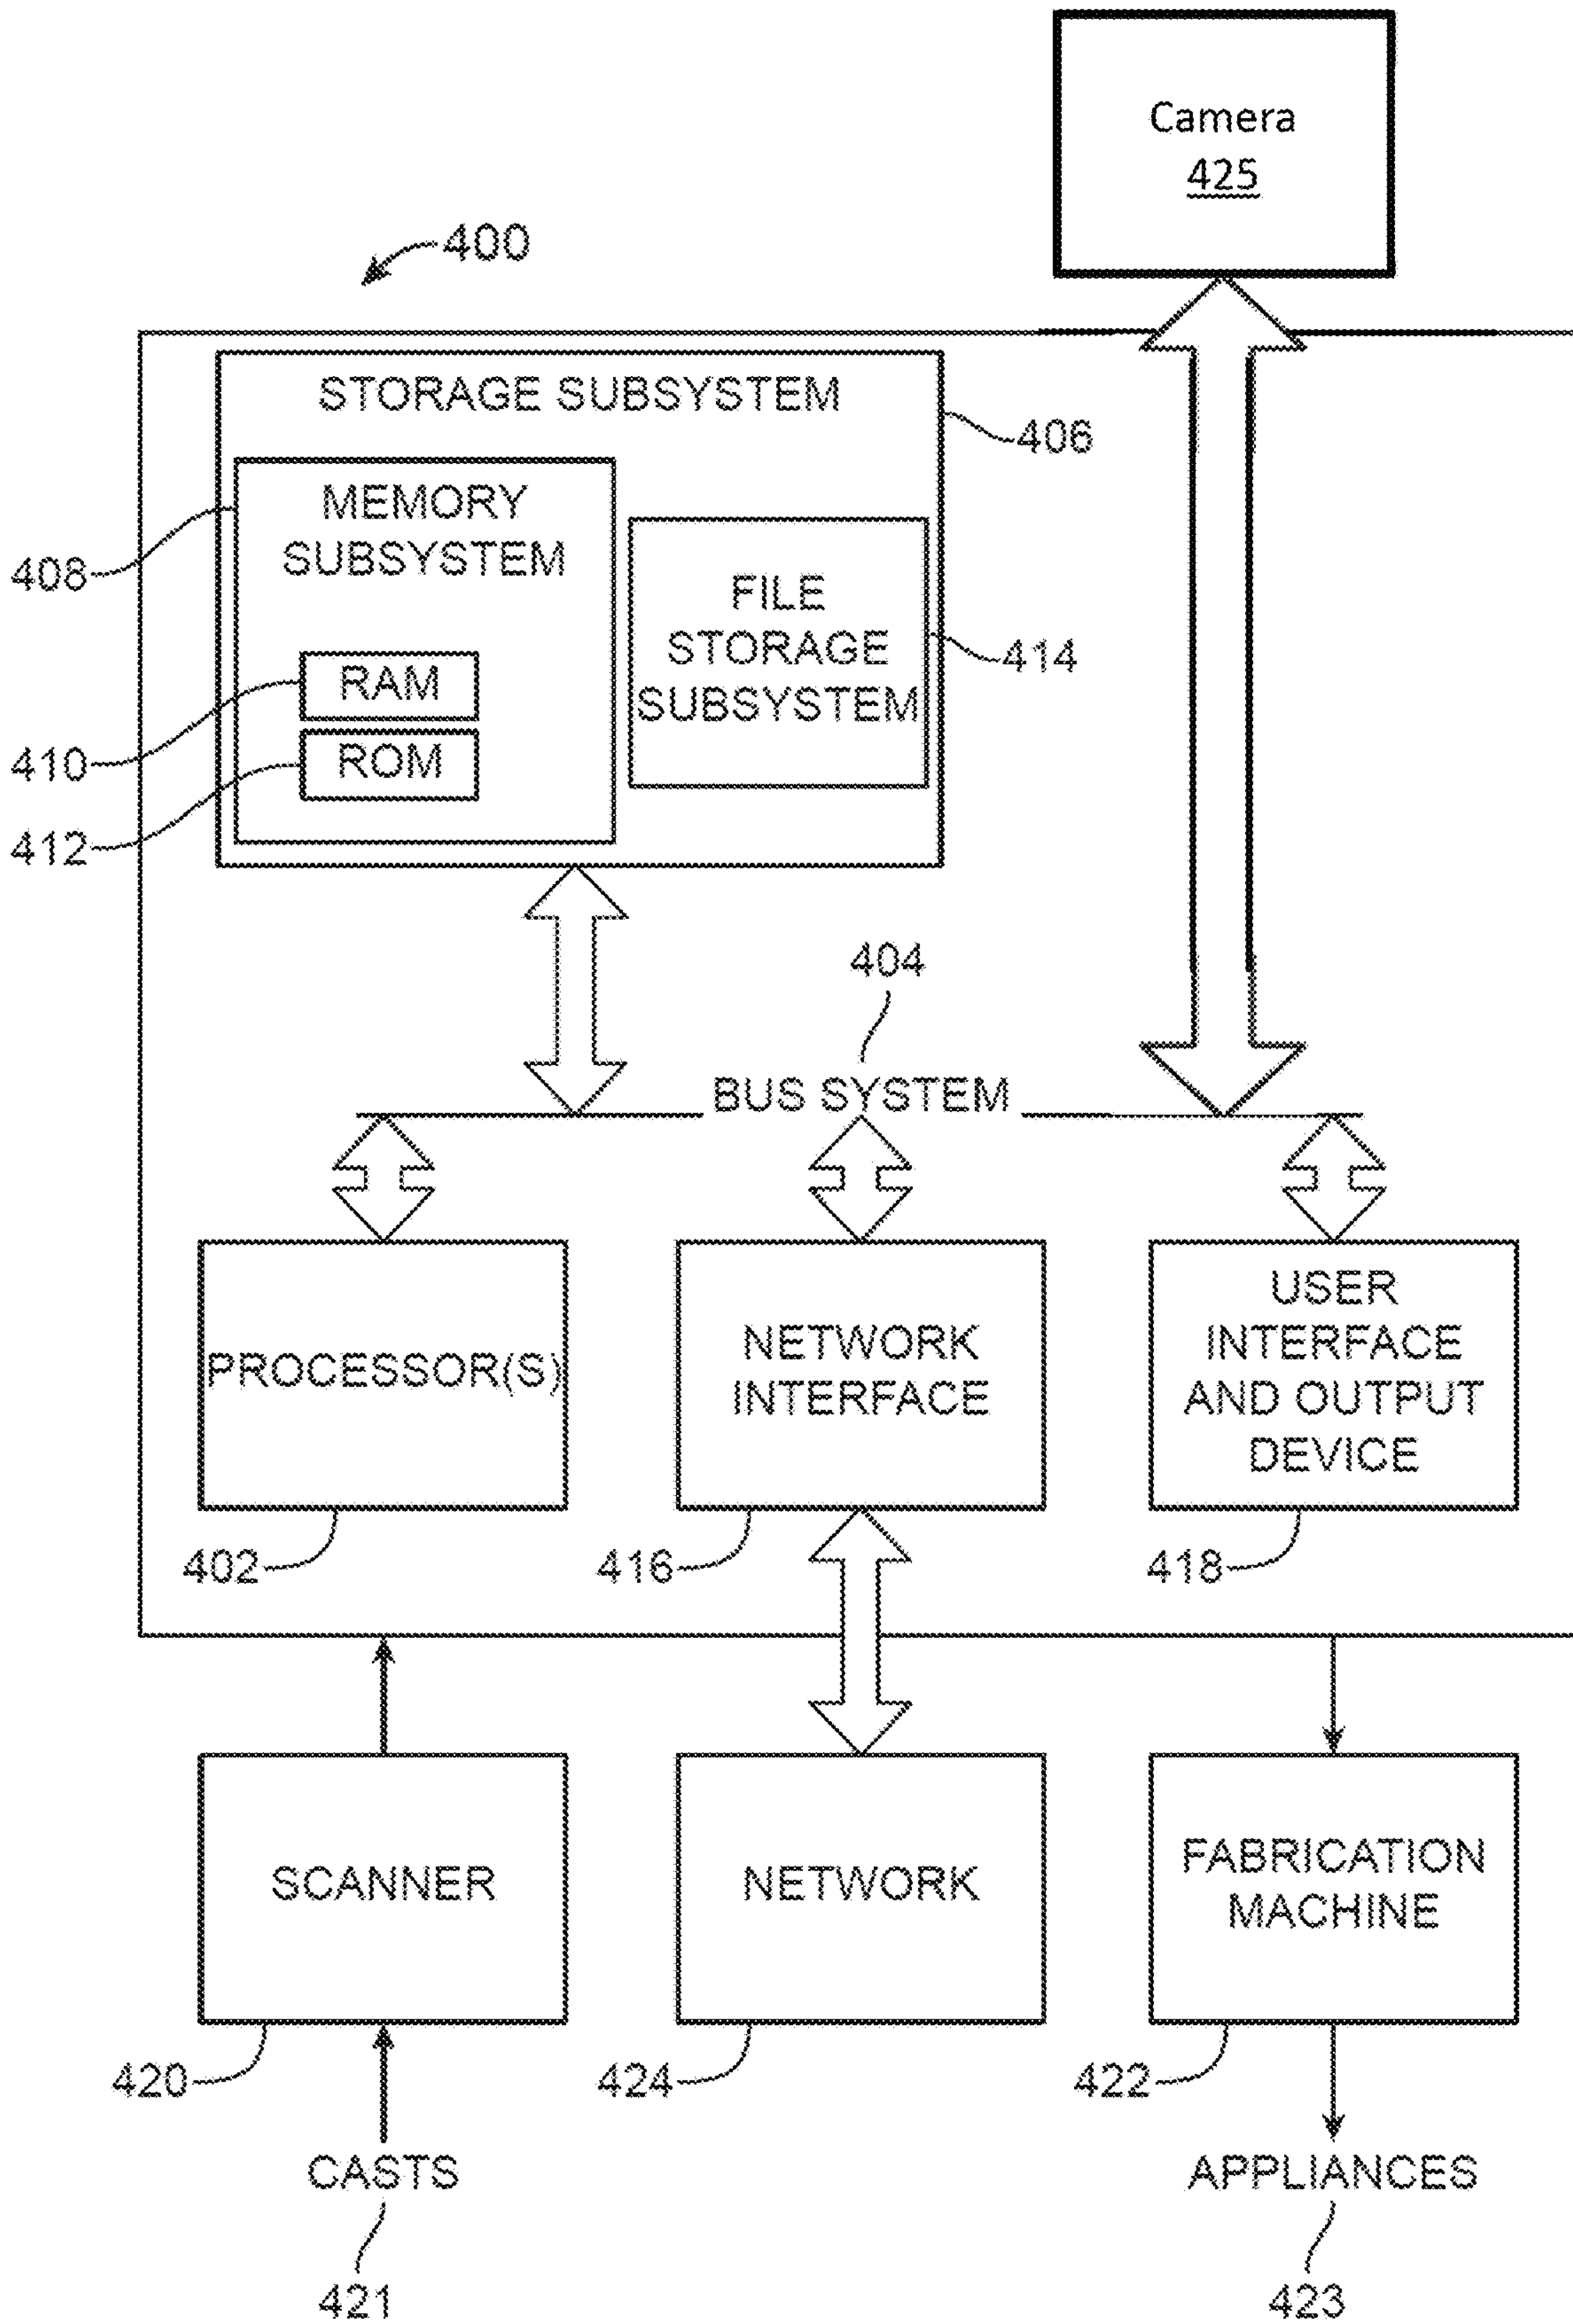 Camera
425
400
STORAGE SUBSYSTEM
406
MEMORY
SUBSYSTEM
408
FILE
STORAGE
SUBSYSTEM
414
RAM
410
ROM
412
404
BUS SYSTEM
PROCESSOR(S)
NETWORK
INTERFACE
USER
INTERFACE
AND OUTPUT
DEVICE
402
416
418
SCANNER
NETWORK
FABRICATION
MACHINE
420
424
422
CASTS
APPLIANCES
421
423